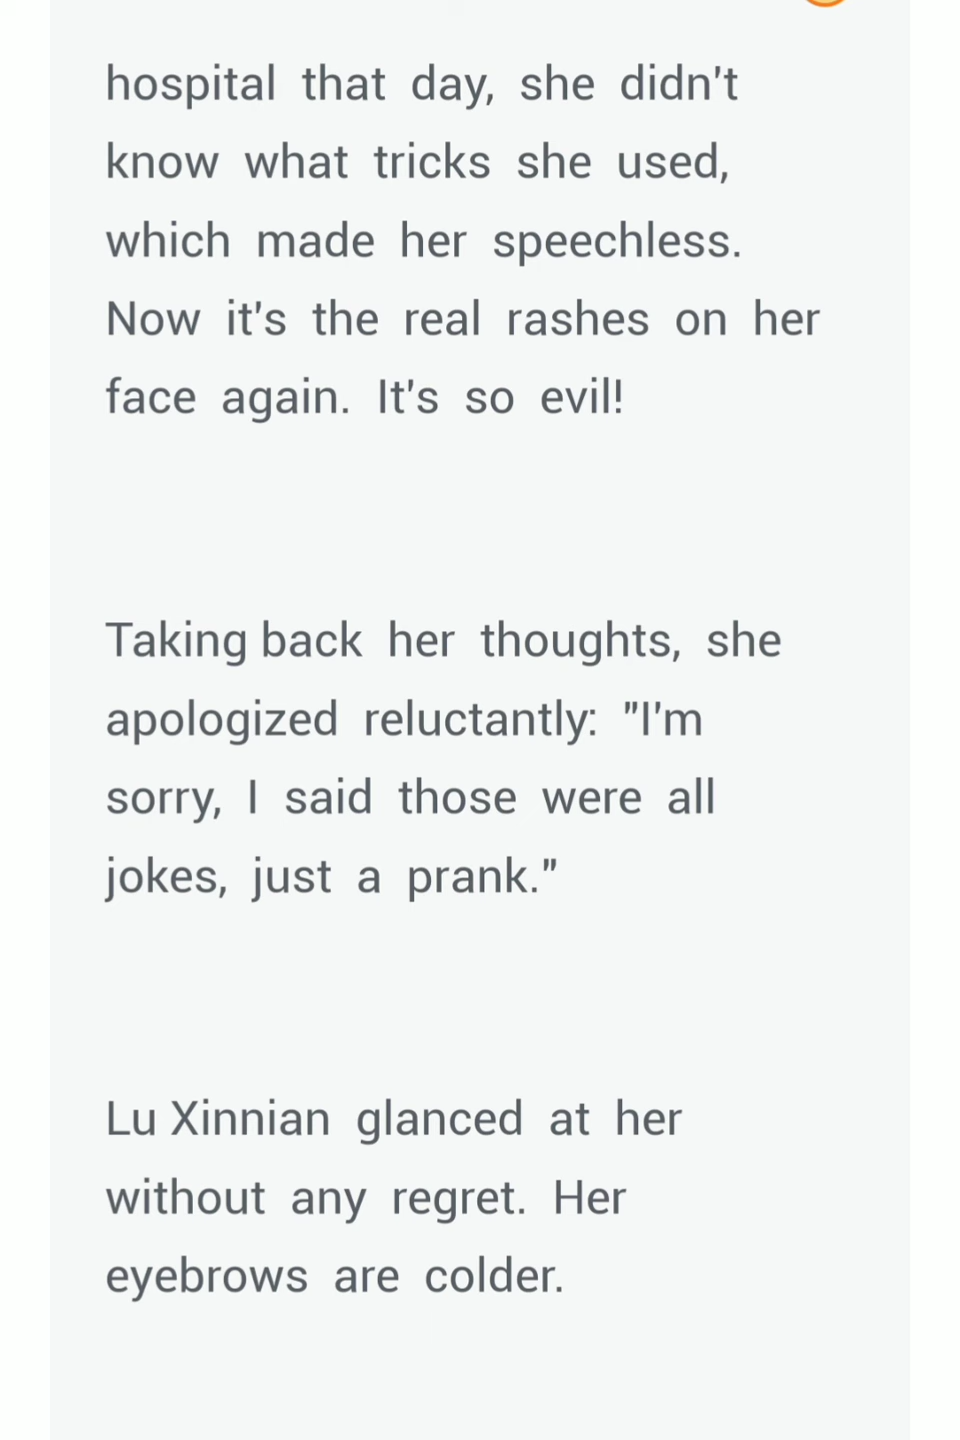 hospital that day, she didn't
know what tricks she used,
which made her speechless.
Now it's the real rashes on her
face again. It's so evil!
Taking back her thoughts, she
apologized reluctantly: "I'm
sorry, I said those were all
jokes, just a prank."
Lu Xinnian glanced at her
without any regret. Her
eyebrows are colder.